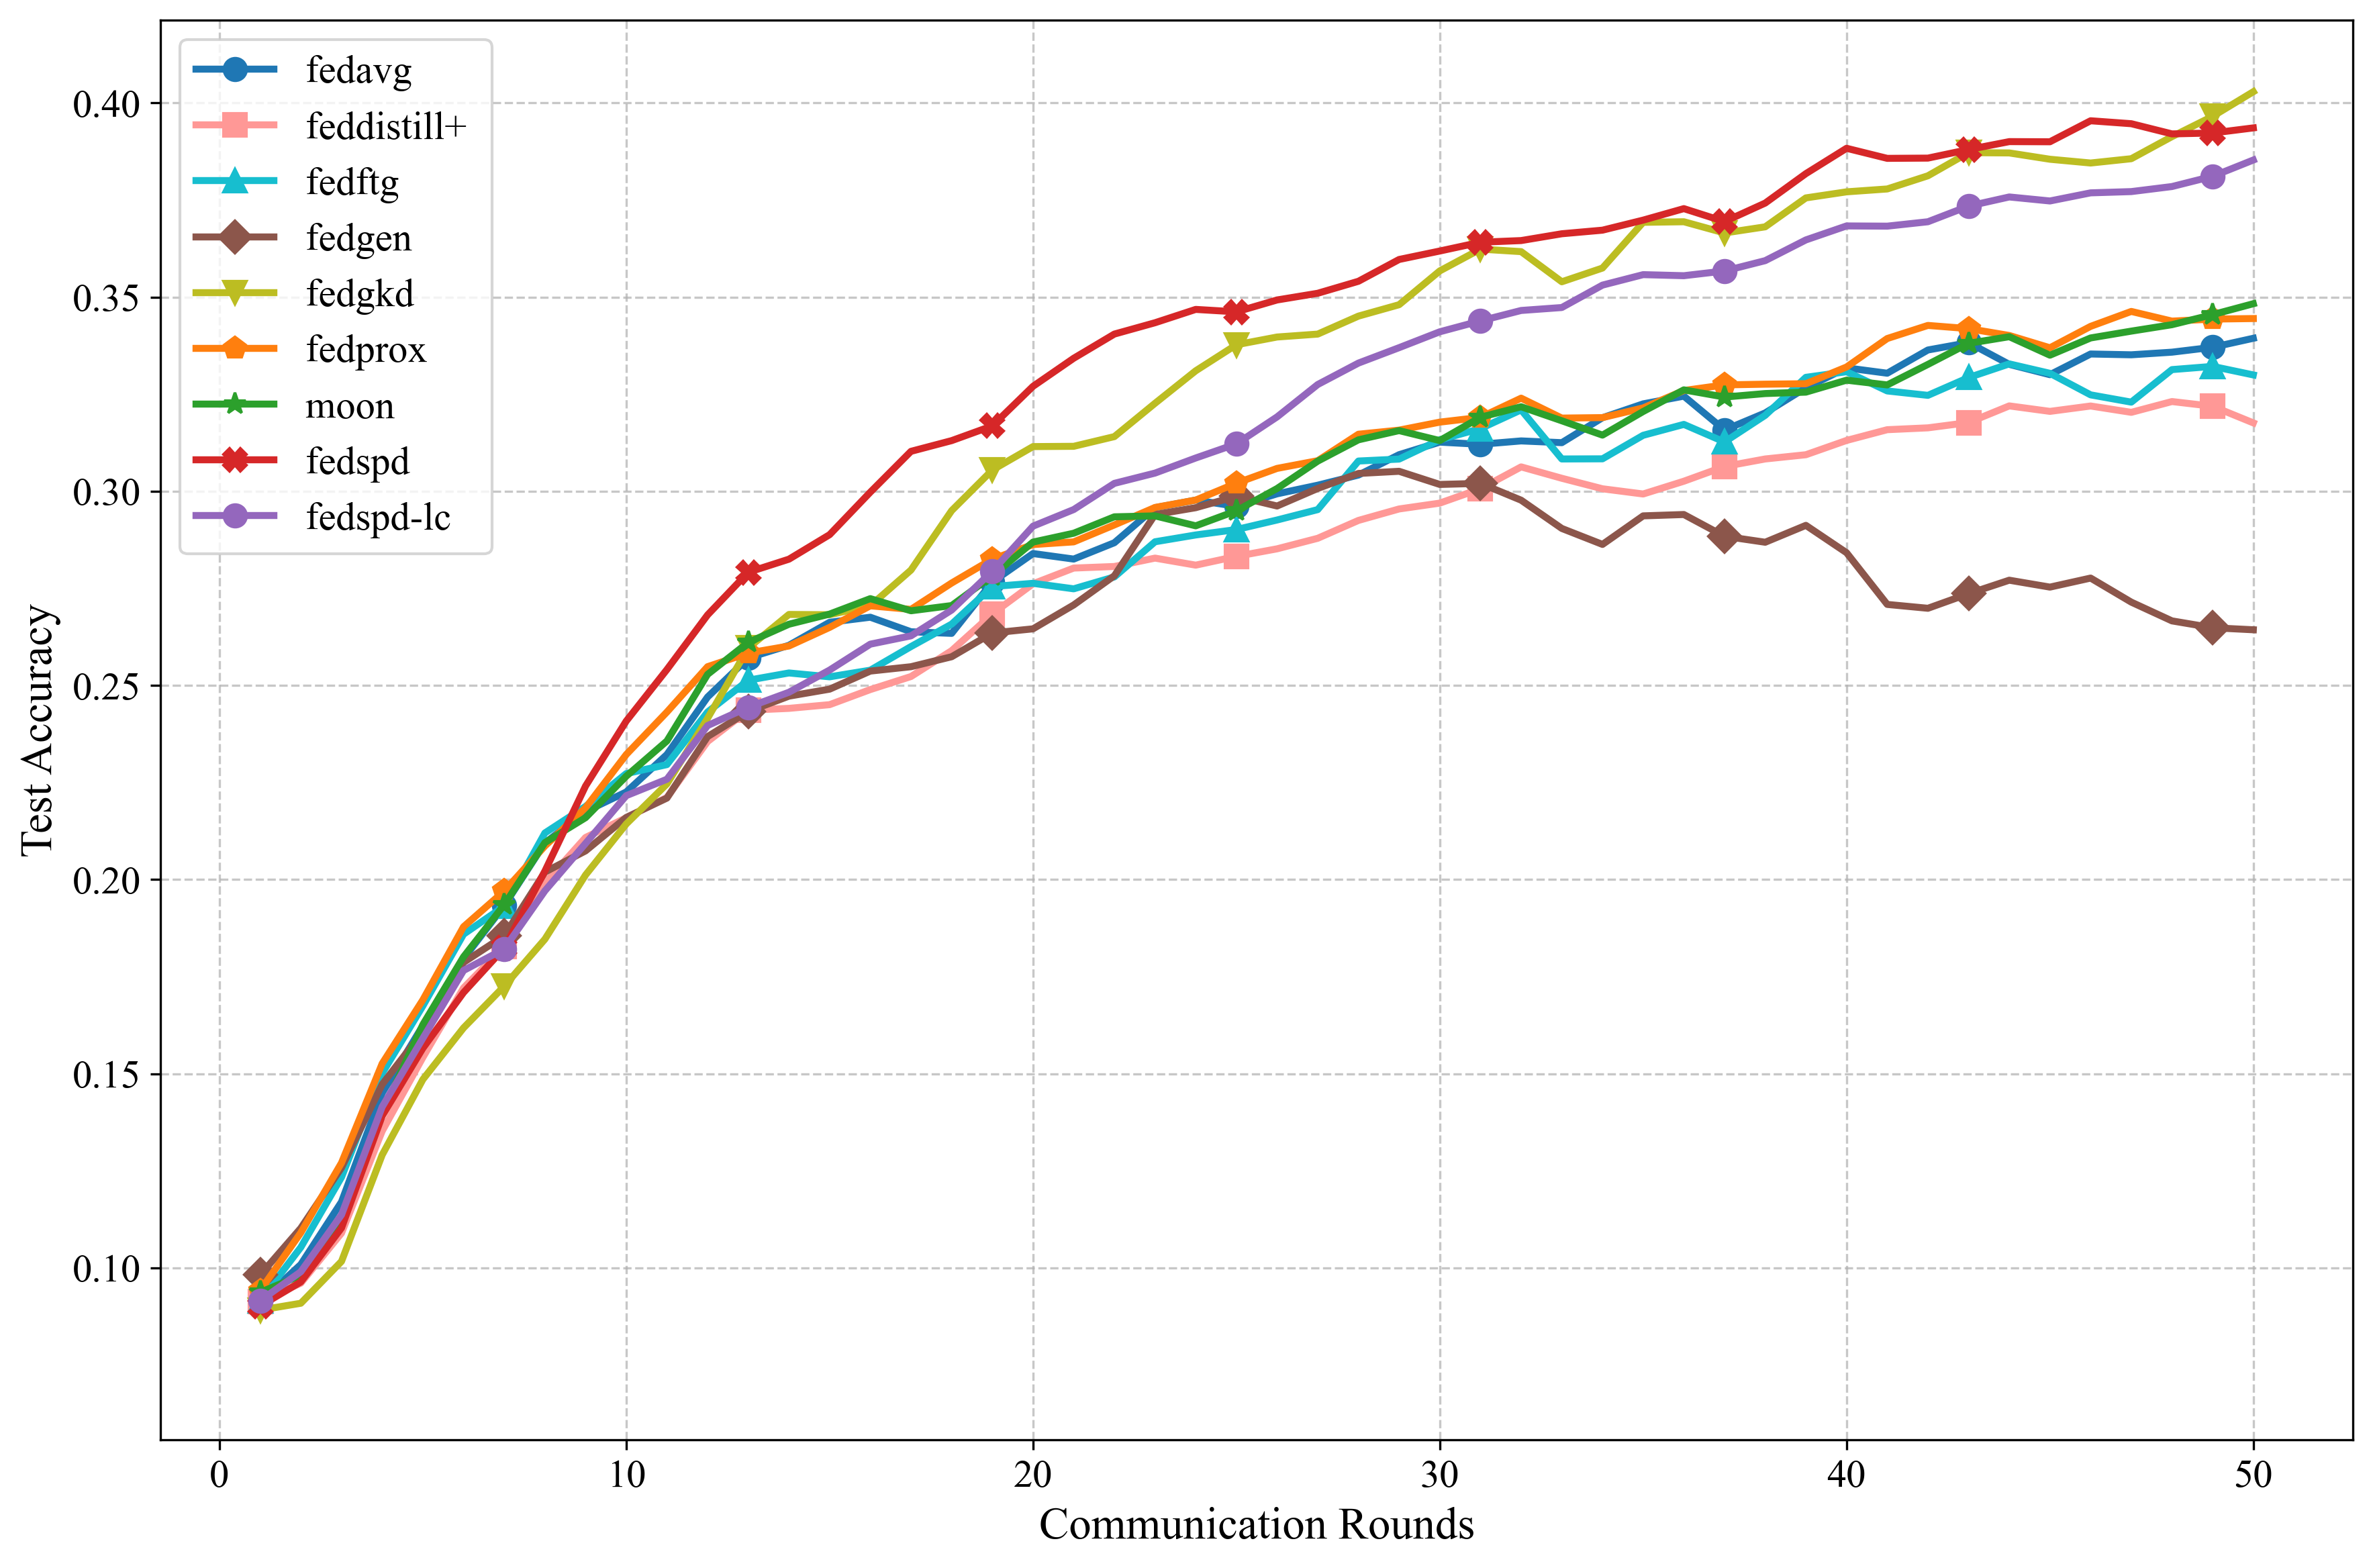 fedavg
feddistill+
fedftg
fedgen
fedgkd
fedprox
moon
fedspd
fedspd-lc
0.40
0.35
0.30
0.25
0.20
0.15
0.10
Test Accuracy
0 10 20 30 40 50
Communication Rounds